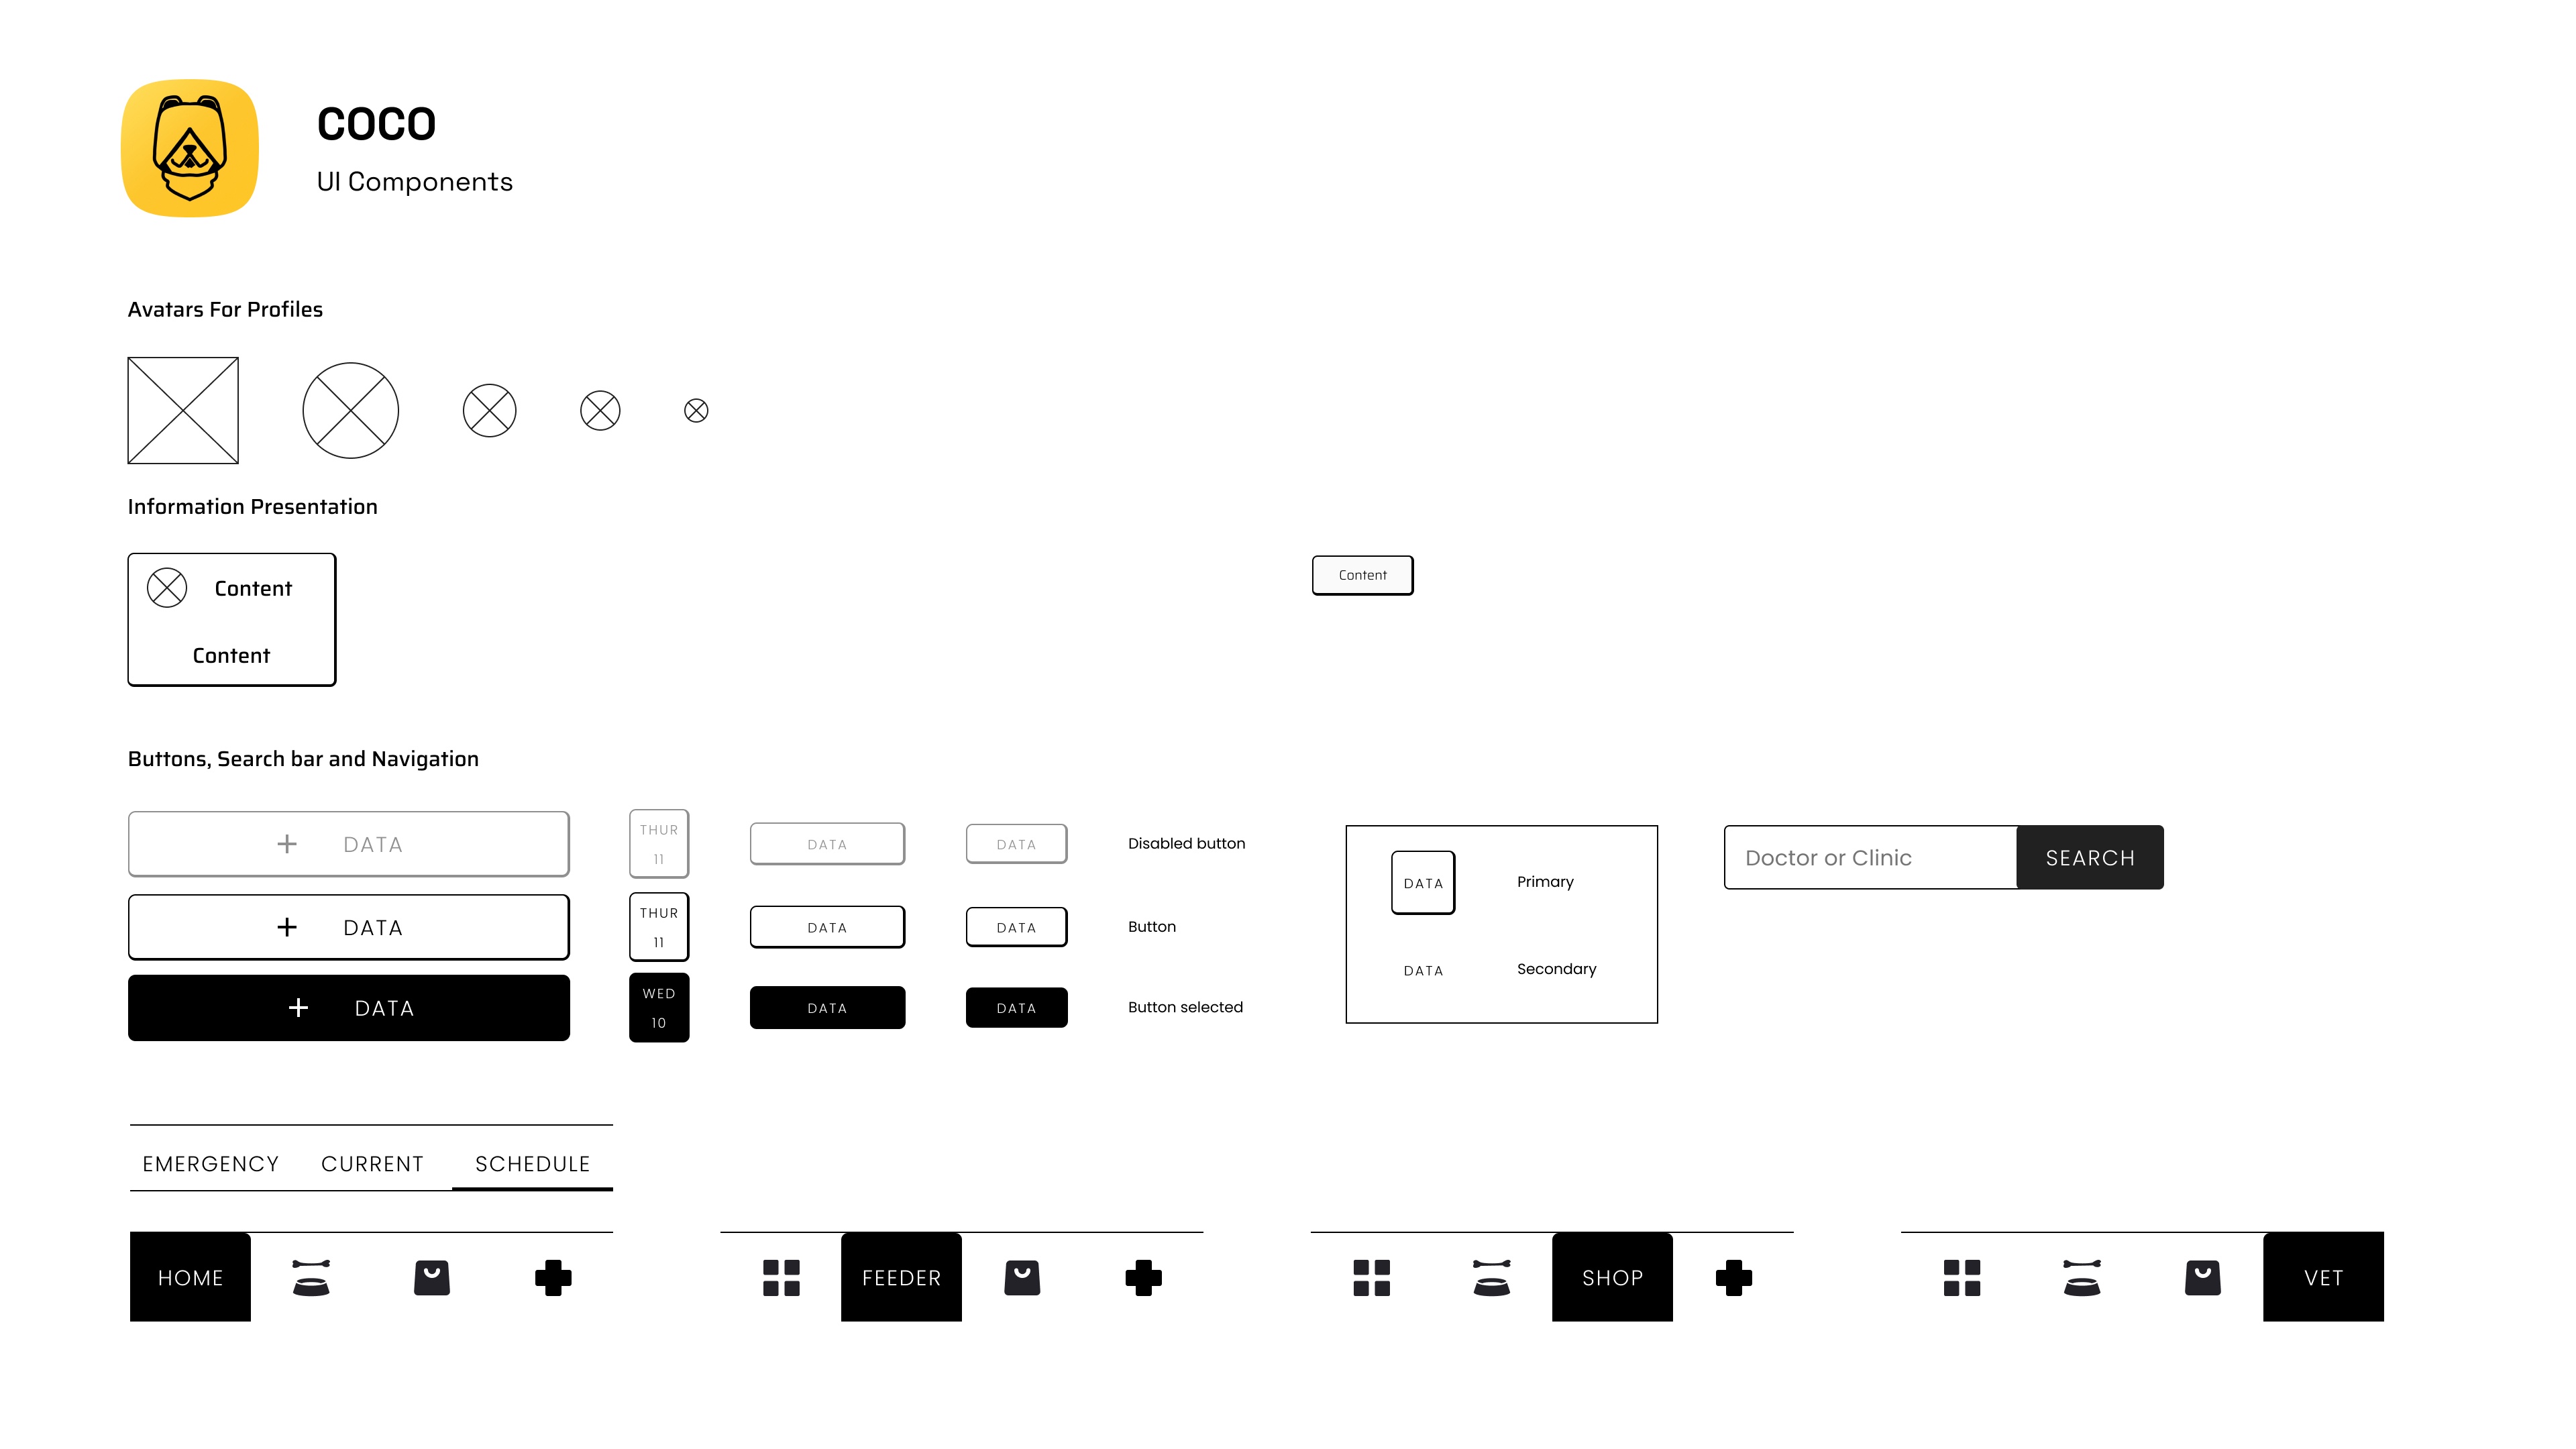 COCO
UI Components
Avatars For Profiles
Information Presentation
Content
Content
Content
Buttons, Search bar and Navigation
+ DATA
THUR
11
DATA
DATA
Disabled button
+ DATA
THUR
11
DATA
DATA
Button
+ DATA
WED
10
DATA
DATA
Button selected
DATA
Primary
DATA
Secondary
Doctor or Clinic
SEARCH
EMERGENCY
CURRENT
SCHEDULE
HOME
FEEDER
SHOP
VET